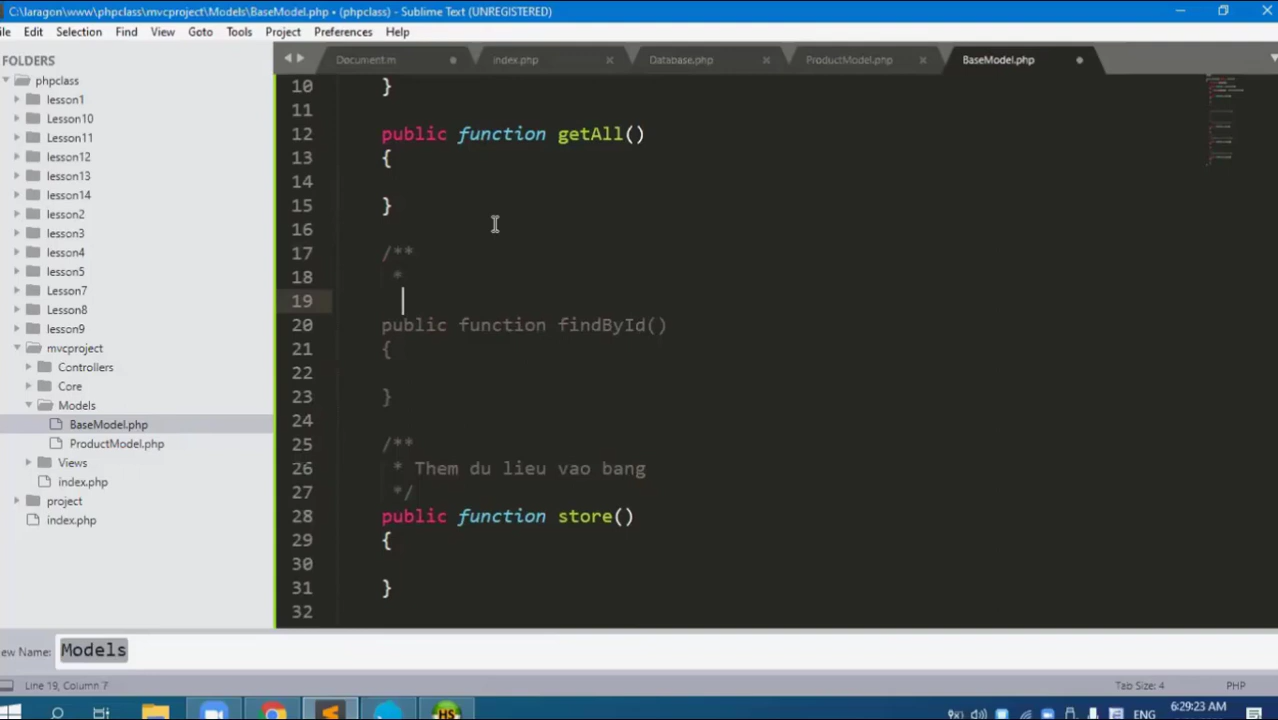 C:\laragon\www\phpclass\mvcproject\Models\BaseModel.php • (phpclass) - Sublime Text (UNREGISTERED)
Edit Selection Find View Goto Tools Project Preferences Help
FOLDERS
phpclass
lesson1
Lesson10
Lesson11
lesson12
lesson13
lesson14
lesson2
lesson3
lesson4
lesson5
Lesson7
Lesson8
lesson9
mvcproject
Controllers
Core
Models
BaseModel.php
ProductModel.php
Views
index.php
project
index.php
Document.m index.php Database.php ProductModel.php BaseModel.php
10 }
11
12 public function getAll()
13 {
14
15 }
16
17 /**
18 *
19
20 public function findById()
21 {
22
23 }
24
25 /**
26 * Them du lieu vao bang
27 */
28 public function store()
29 {
30
31 }
32
ew Name: Models
Line 19, Column 7 Tab Size: 4 PHP
HS 6:29:23 AM